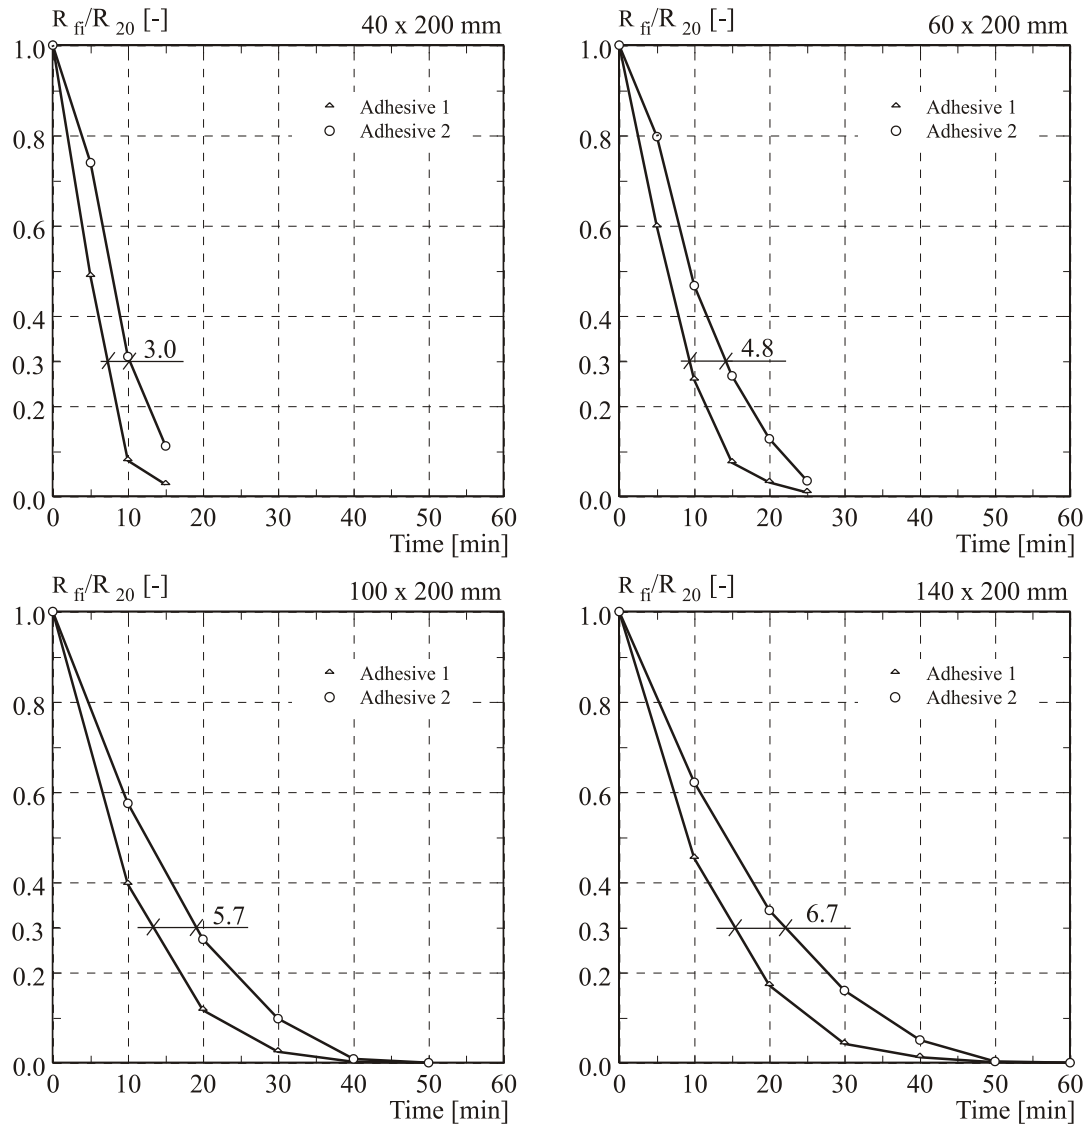 R fi/R 20 [-] 40 x 200 mm
1.0
Adhesive 1
0.8 Adhesive 2
0.6
0.4
3.0
0.3
0.2
0.0
0 10 20 30 40 50 60
Time [min]
R fi/R 20 [-] 60 x 200 mm
1.0
Adhesive 1
0.8 Adhesive 2
0.6
0.4
4.8
0.3
0.2
0.0
0 10 20 30 40 50 60
Time [min]
R fi/R 20 [-] 100 x 200 mm
1.0
Adhesive 1
Adhesive 2
0.8
0.6
0.4
5.7
0.3
0.2
0.0
0 10 20 30 40 50 60
Time [min]
R fi/R 20 [-] 140 x 200 mm
1.0
Adhesive 1
Adhesive 2
0.8
0.6
0.4
6.7
0.3
0.2
0.0
0 10 20 30 40 50 60
Time [min]